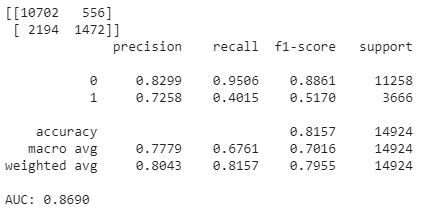 [[10702   556]
 [ 2194  1472]]
              precision    recall  f1-score   support

           0     0.8299    0.9506    0.8861     11258
           1     0.7258    0.4015    0.5170      3666

    accuracy                         0.8157     14924
   macro avg     0.7779    0.6761    0.7016     14924
weighted avg     0.8043    0.8157    0.7955     14924

AUC: 0.8690